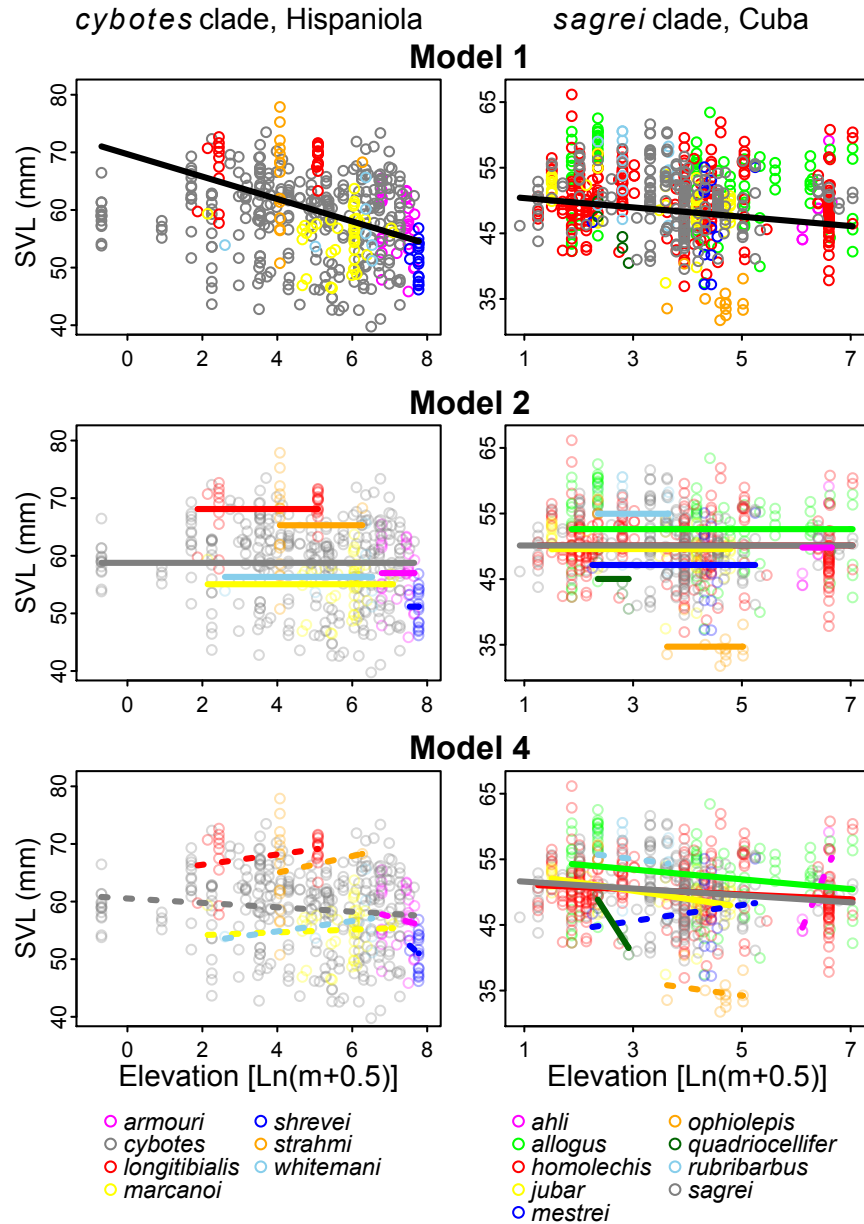 cybotes clade, Hispaniola
sagrei clade, Cuba
Model 1
SVL (mm)
40 50 60 70 80
0 2 4 6 8
35 45 55 65
1 3 5 7
Model 2
SVL (mm)
40 50 60 70 80
0 2 4 6 8
35 45 55 65
1 3 5 7
Model 4
SVL (mm)
40 50 60 70 80
0 2 4 6 8
35 45 55 65
1 3 5 7
Elevation [Ln(m+0.5)]
Elevation [Ln(m+0.5)]
armouri
cybotes
longitibialis
marcanoi
shrevei
strahmi
whitemani
ahli
allogus
homolechis
jubar
mestrei
ophiolepis
quadriocellifer
rubribarbus
sagrei